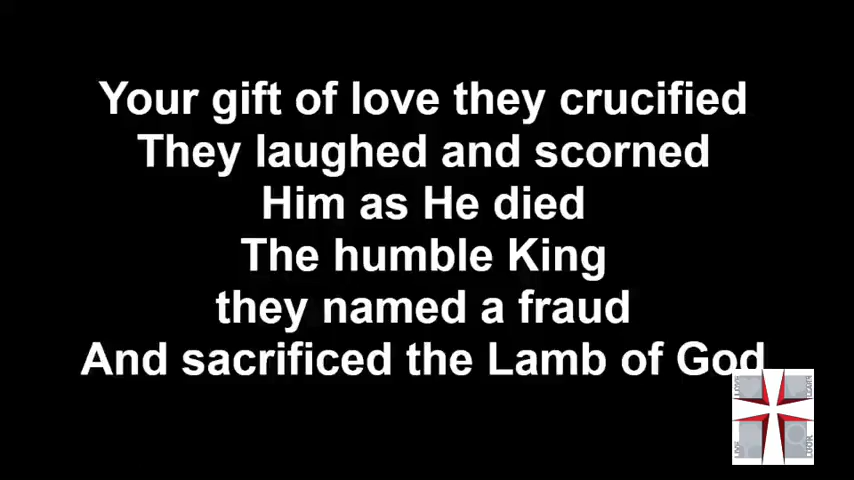 Your gift of love they crucified
They laughed and scorned
Him as He died
The humble King
they named a fraud
And sacrificed the Lamb of God